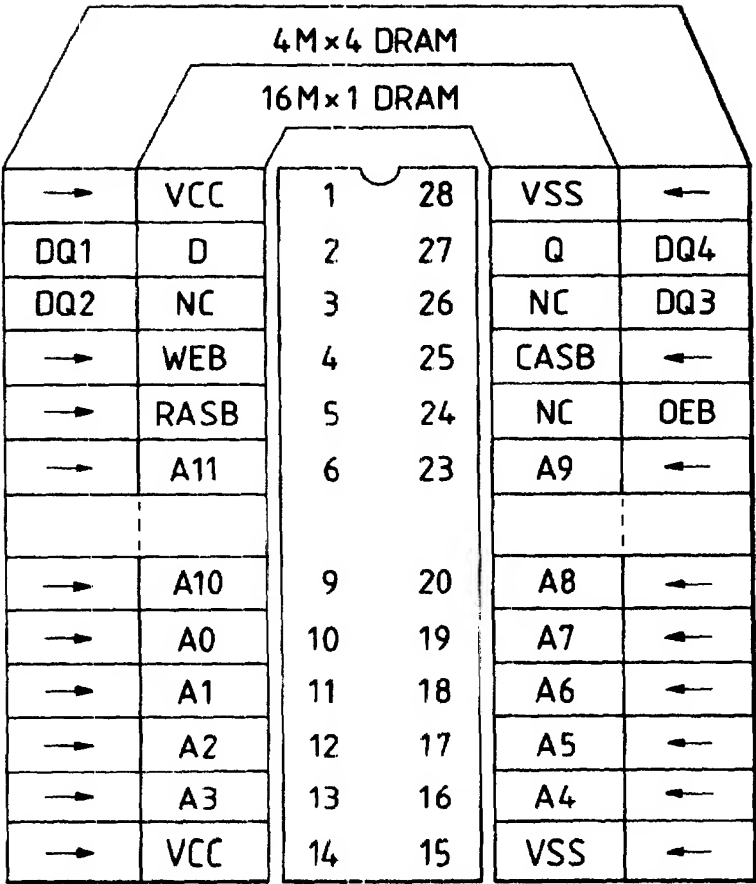 4M×4 DRAM
16M×1 DRAM
→ VCC 1 28 VSS ←
DQ1 D 2 27 Q DQ4
DQ2 NC 3 26 NC DQ3
→ WEB 4 25 CASB ←
→ RASB 5 24 NC OEB
→ A11 6 23 A9 ←
→ A10 9 20 A8 ←
→ A0 10 19 A7 ←
→ A1 11 18 A6 ←
→ A2 12 17 A5 ←
→ A3 13 16 A4 ←
→ VCC 14 15 VSS ←